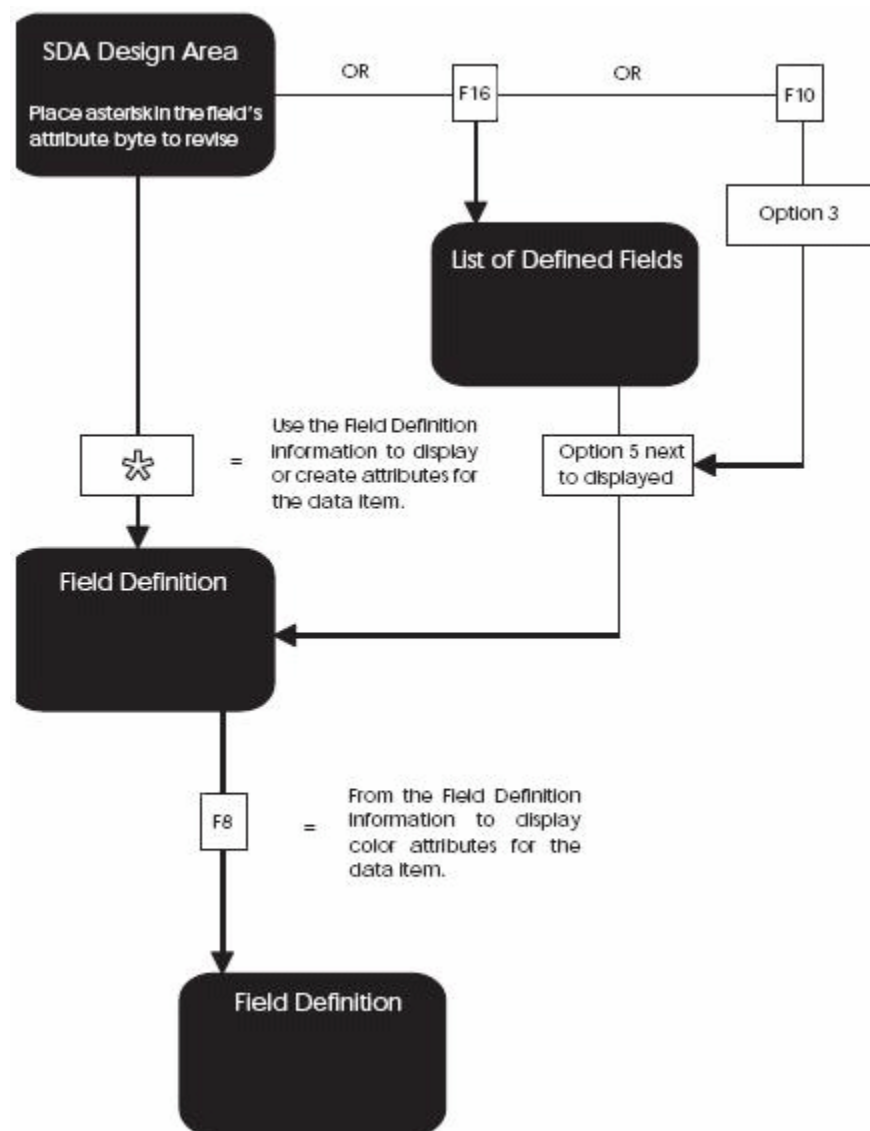 SDA Design Area
Place asterisk in the field's
attribute byte to revise
OR
F16
OR
F10
Option 3
List of Defined Fields
*
=
Use the Field Definition
information to display
or create attributes for
the data item.
Option 5 next
to displayed
Field Definition
F8
=
From the Field Definition
information to display
color attributes for the
data item.
Field Definition